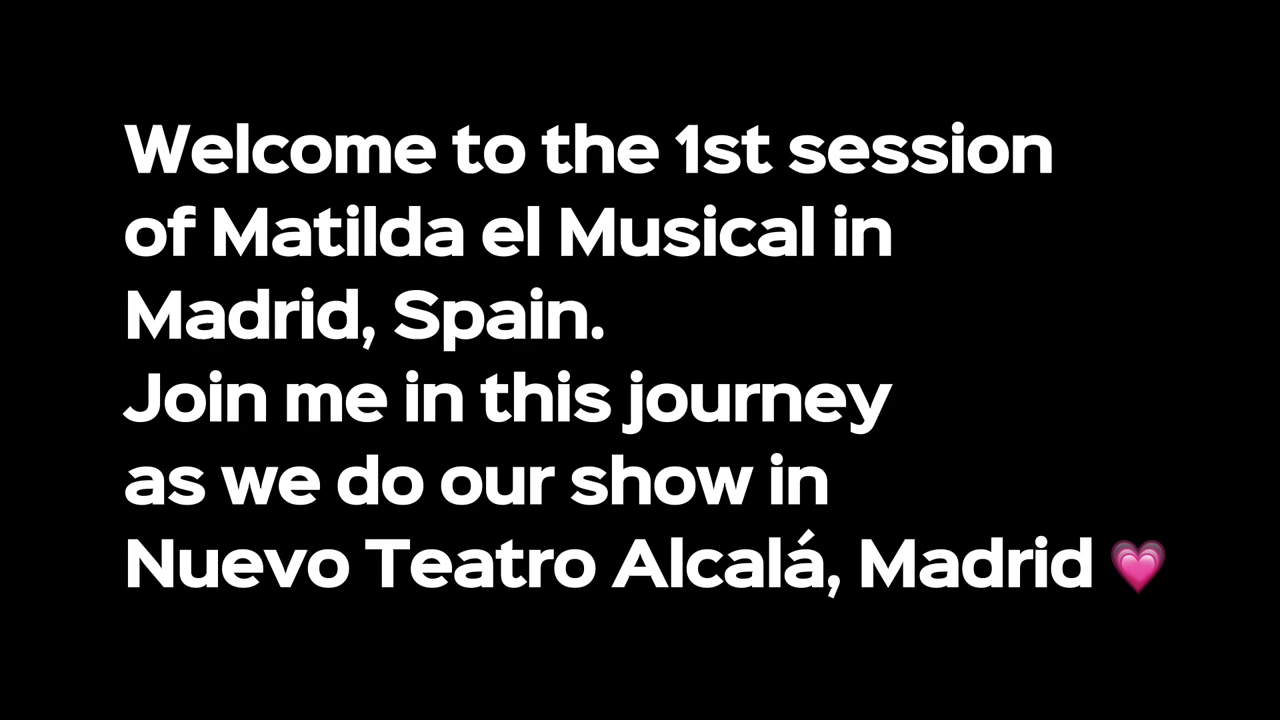 Welcome to the 1st session
of Matilda el Musical in
Madrid, Spain.
Join me in this journey
as we do our show in
Nuevo Teatro Alcalá, Madrid 💗